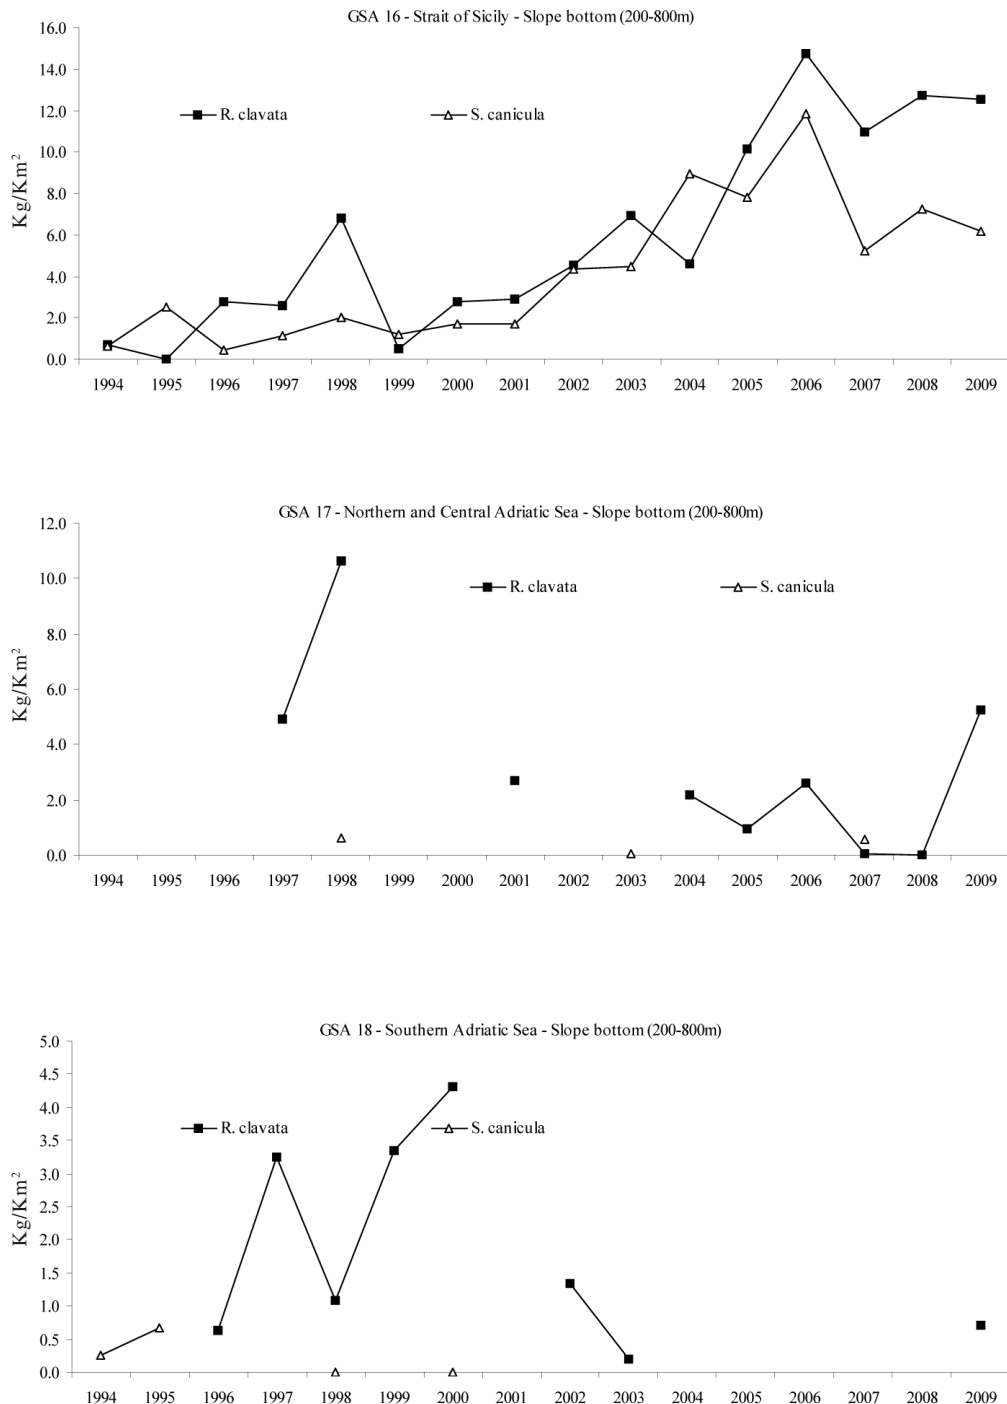 GSA 16 - Strait of Sicily - Slope bottom (200-800m)
16.0
14.0
12.0
10.0
8.0
6.0
4.0
2.0
0.0
Kg/Km²
R. clavata S. canicula
1994 1995 1996 1997 1998 1999 2000 2001 2002 2003 2004 2005 2006 2007 2008 2009
GSA 17 - Northern and Central Adriatic Sea - Slope bottom (200-800m)
12.0
10.0
8.0
6.0
4.0
2.0
0.0
Kg/Km²
R. clavata S. canicula
1994 1995 1996 1997 1998 1999 2000 2001 2002 2003 2004 2005 2006 2007 2008 2009
GSA 18 - Southern Adriatic Sea - Slope bottom (200-800m)
5.0
4.5
4.0
3.5
3.0
2.5
2.0
1.5
1.0
0.5
0.0
Kg/Km²
R. clavata S. canicula
1994 1995 1996 1997 1998 1999 2000 2001 2002 2003 2004 2005 2006 2007 2008 2009